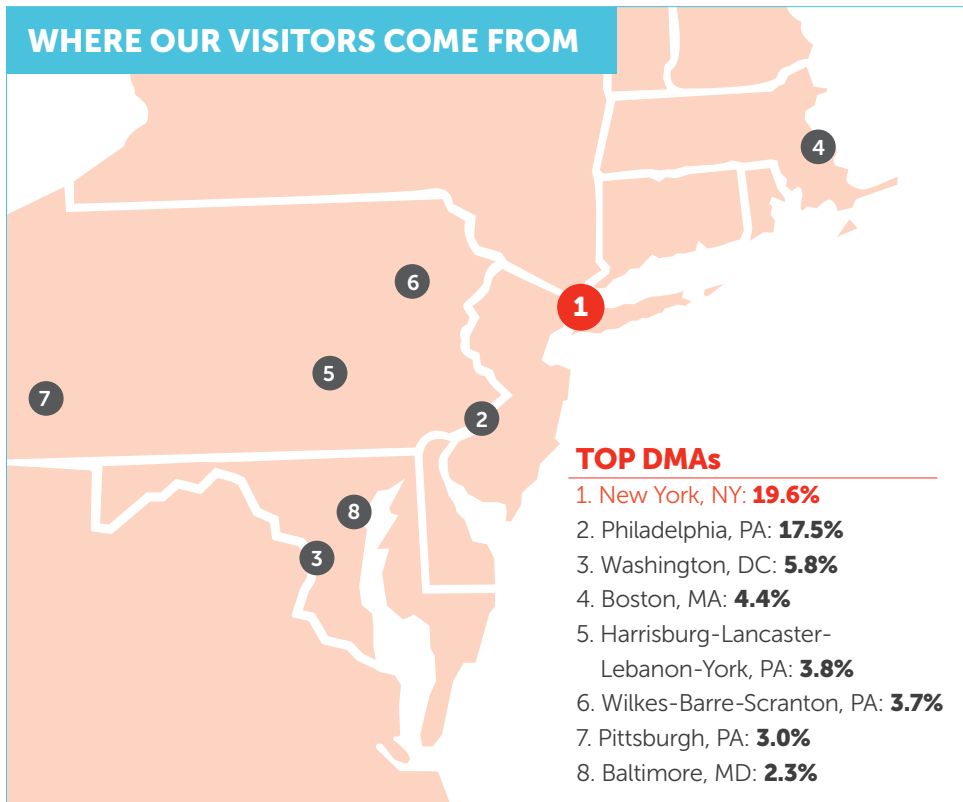 WHERE OUR VISITORS COME FROM
4
6
1
5
7
2
8
3
TOP DMAs
1. New York, NY: 19.6%
2. Philadelphia, PA: 17.5%
3. Washington, DC: 5.8%
4. Boston, MA: 4.4%
5. Harrisburg-Lancaster-
Lebanon-York, PA: 3.8%
6. Wilkes-Barre-Scranton, PA: 3.7%
7. Pittsburgh, PA: 3.0%
8. Baltimore, MD: 2.3%